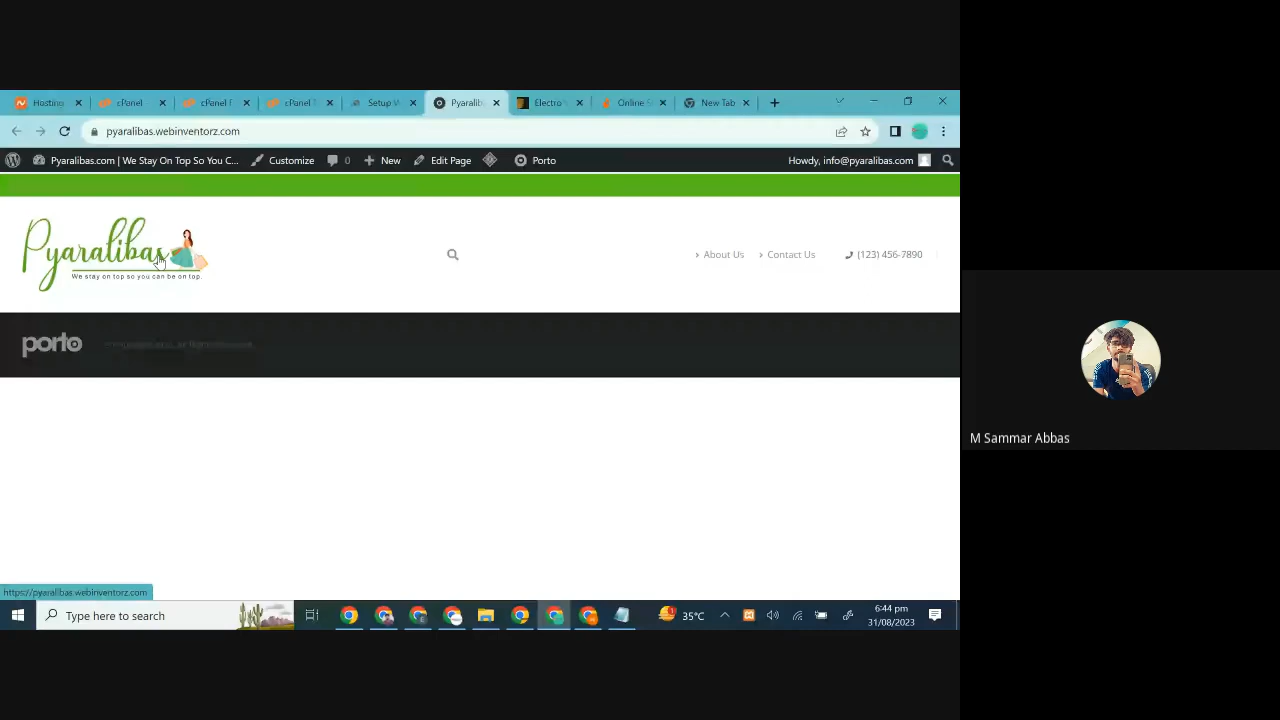 Hosting
cPanel
cPanel F
cPanel T
Setup W
Pyaralib
Electro
Online E
New Tab
pyaralibas.webinventorz.com
Pyaralibas.com | We Stay On Top So You C...
Customize
0
New
Edit Page
Porto
Howdy, info@pyaralibas.com
Pyaralibas
We stay on top so you can be on top.
About Us
Contact Us
(123) 456-7890
porto
M Sammar Abbas
https://pyaralibas.webinventorz.com
Type here to search
35°C
6:44 pm
31/08/2023